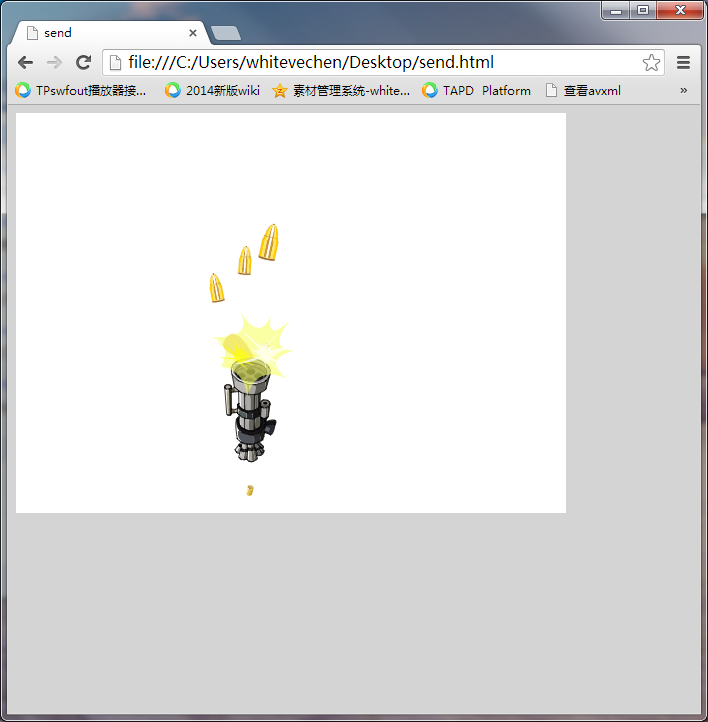 send
file:///C:/Users/whitevechen/Desktop/send.html
TPswfout播放器接... 2014新版wiki 素材管理系统-white... TAPD Platform 查看avxml »